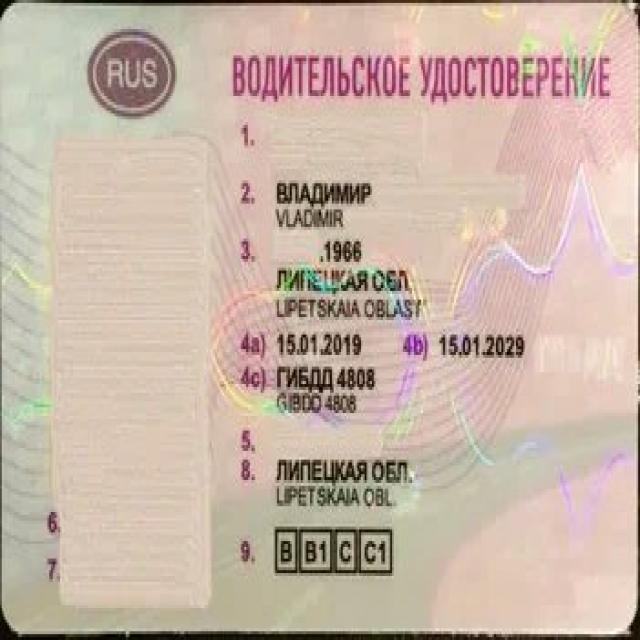 RUS
ВОДИТЕЛЬСКОЕ УДОСТОВЕРЕНИЕ
1.
2. ВЛАДИМИР
VLADIMIR
3. .1966
ЛИПЕЦКАЯ ОБЛ.
LIPETSKAIA OBLAST'
4a) 15.01.2019 4b) 15.01.2029
4c) ГИБДД 4808
GIBDD 4808
5.
8. ЛИПЕЦКАЯ ОБЛ.
LIPETSKAIA OBL.
6.
7.
9. B B1 C C1